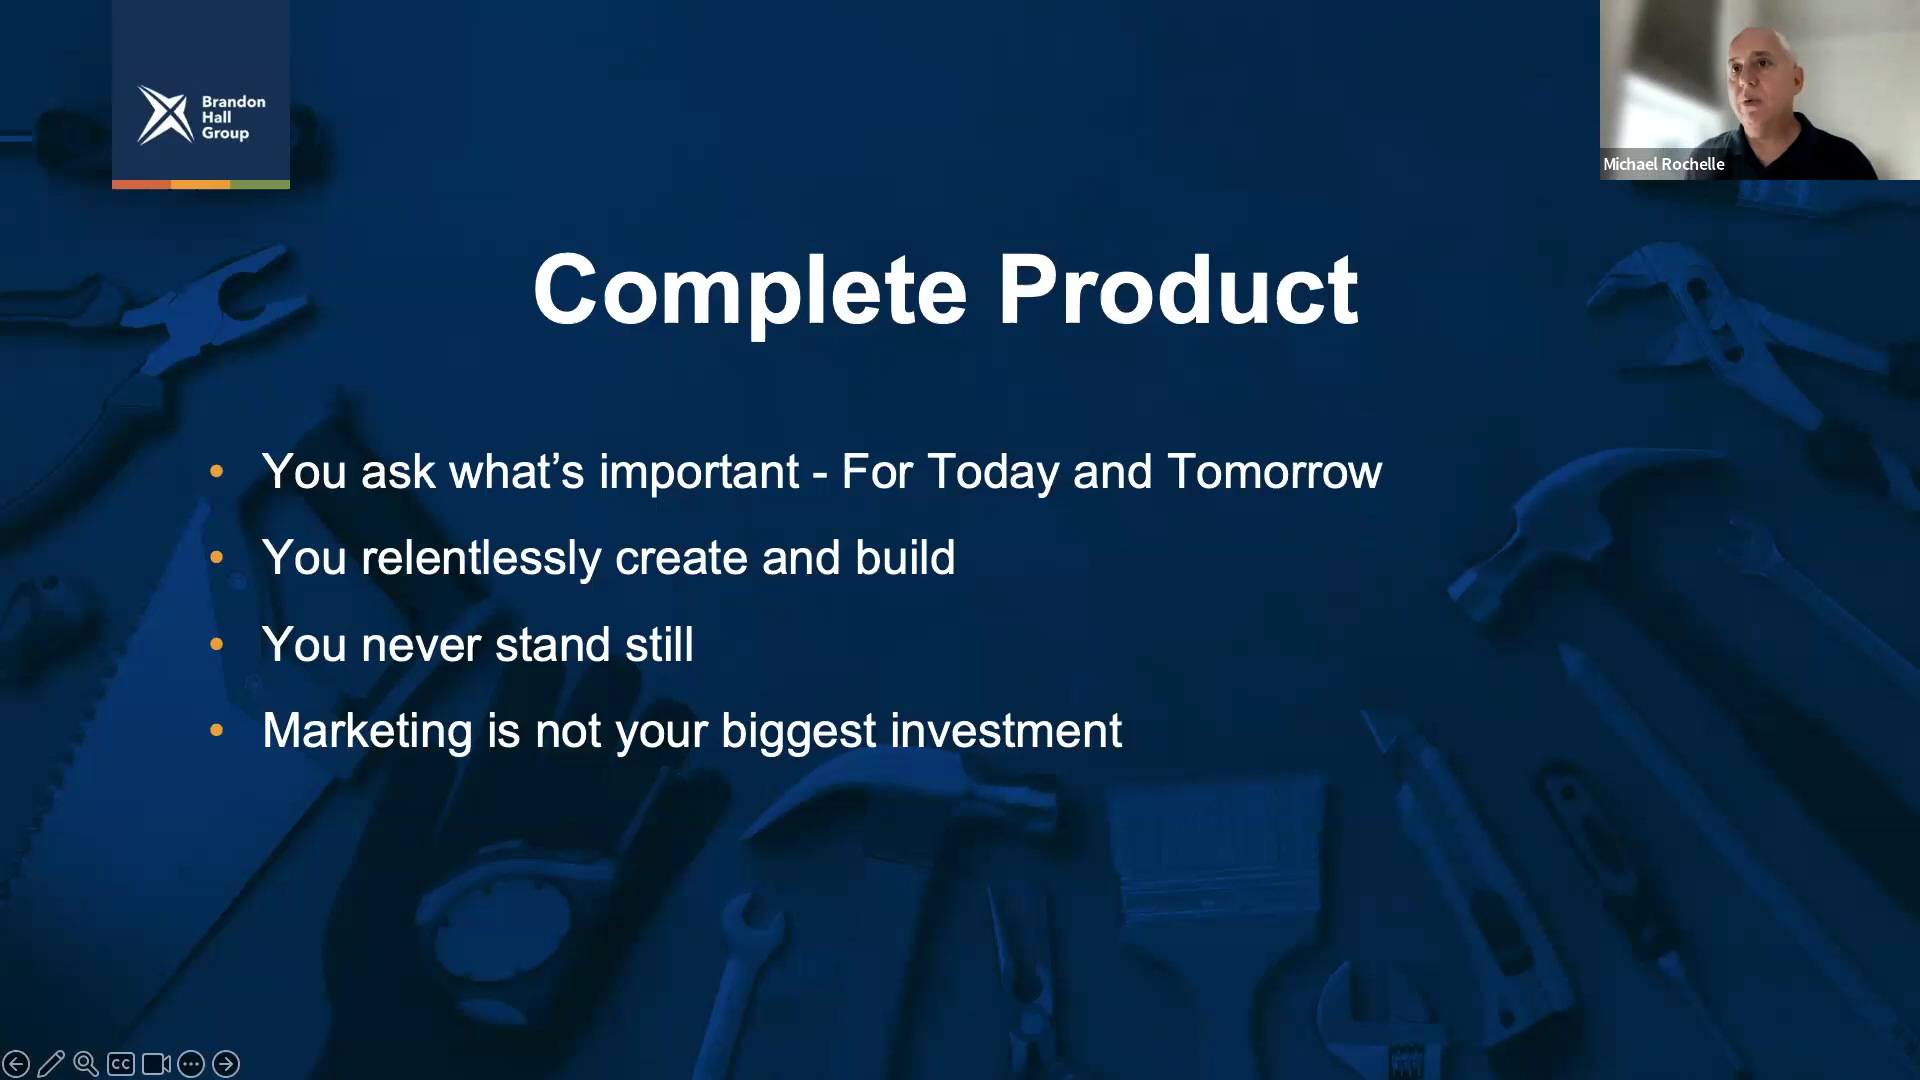 Brandon
Hall
Group
Michael Rochelle
Complete Product
• You ask what’s important - For Today and Tomorrow
• You relentlessly create and build
• You never stand still
• Marketing is not your biggest investment
CC